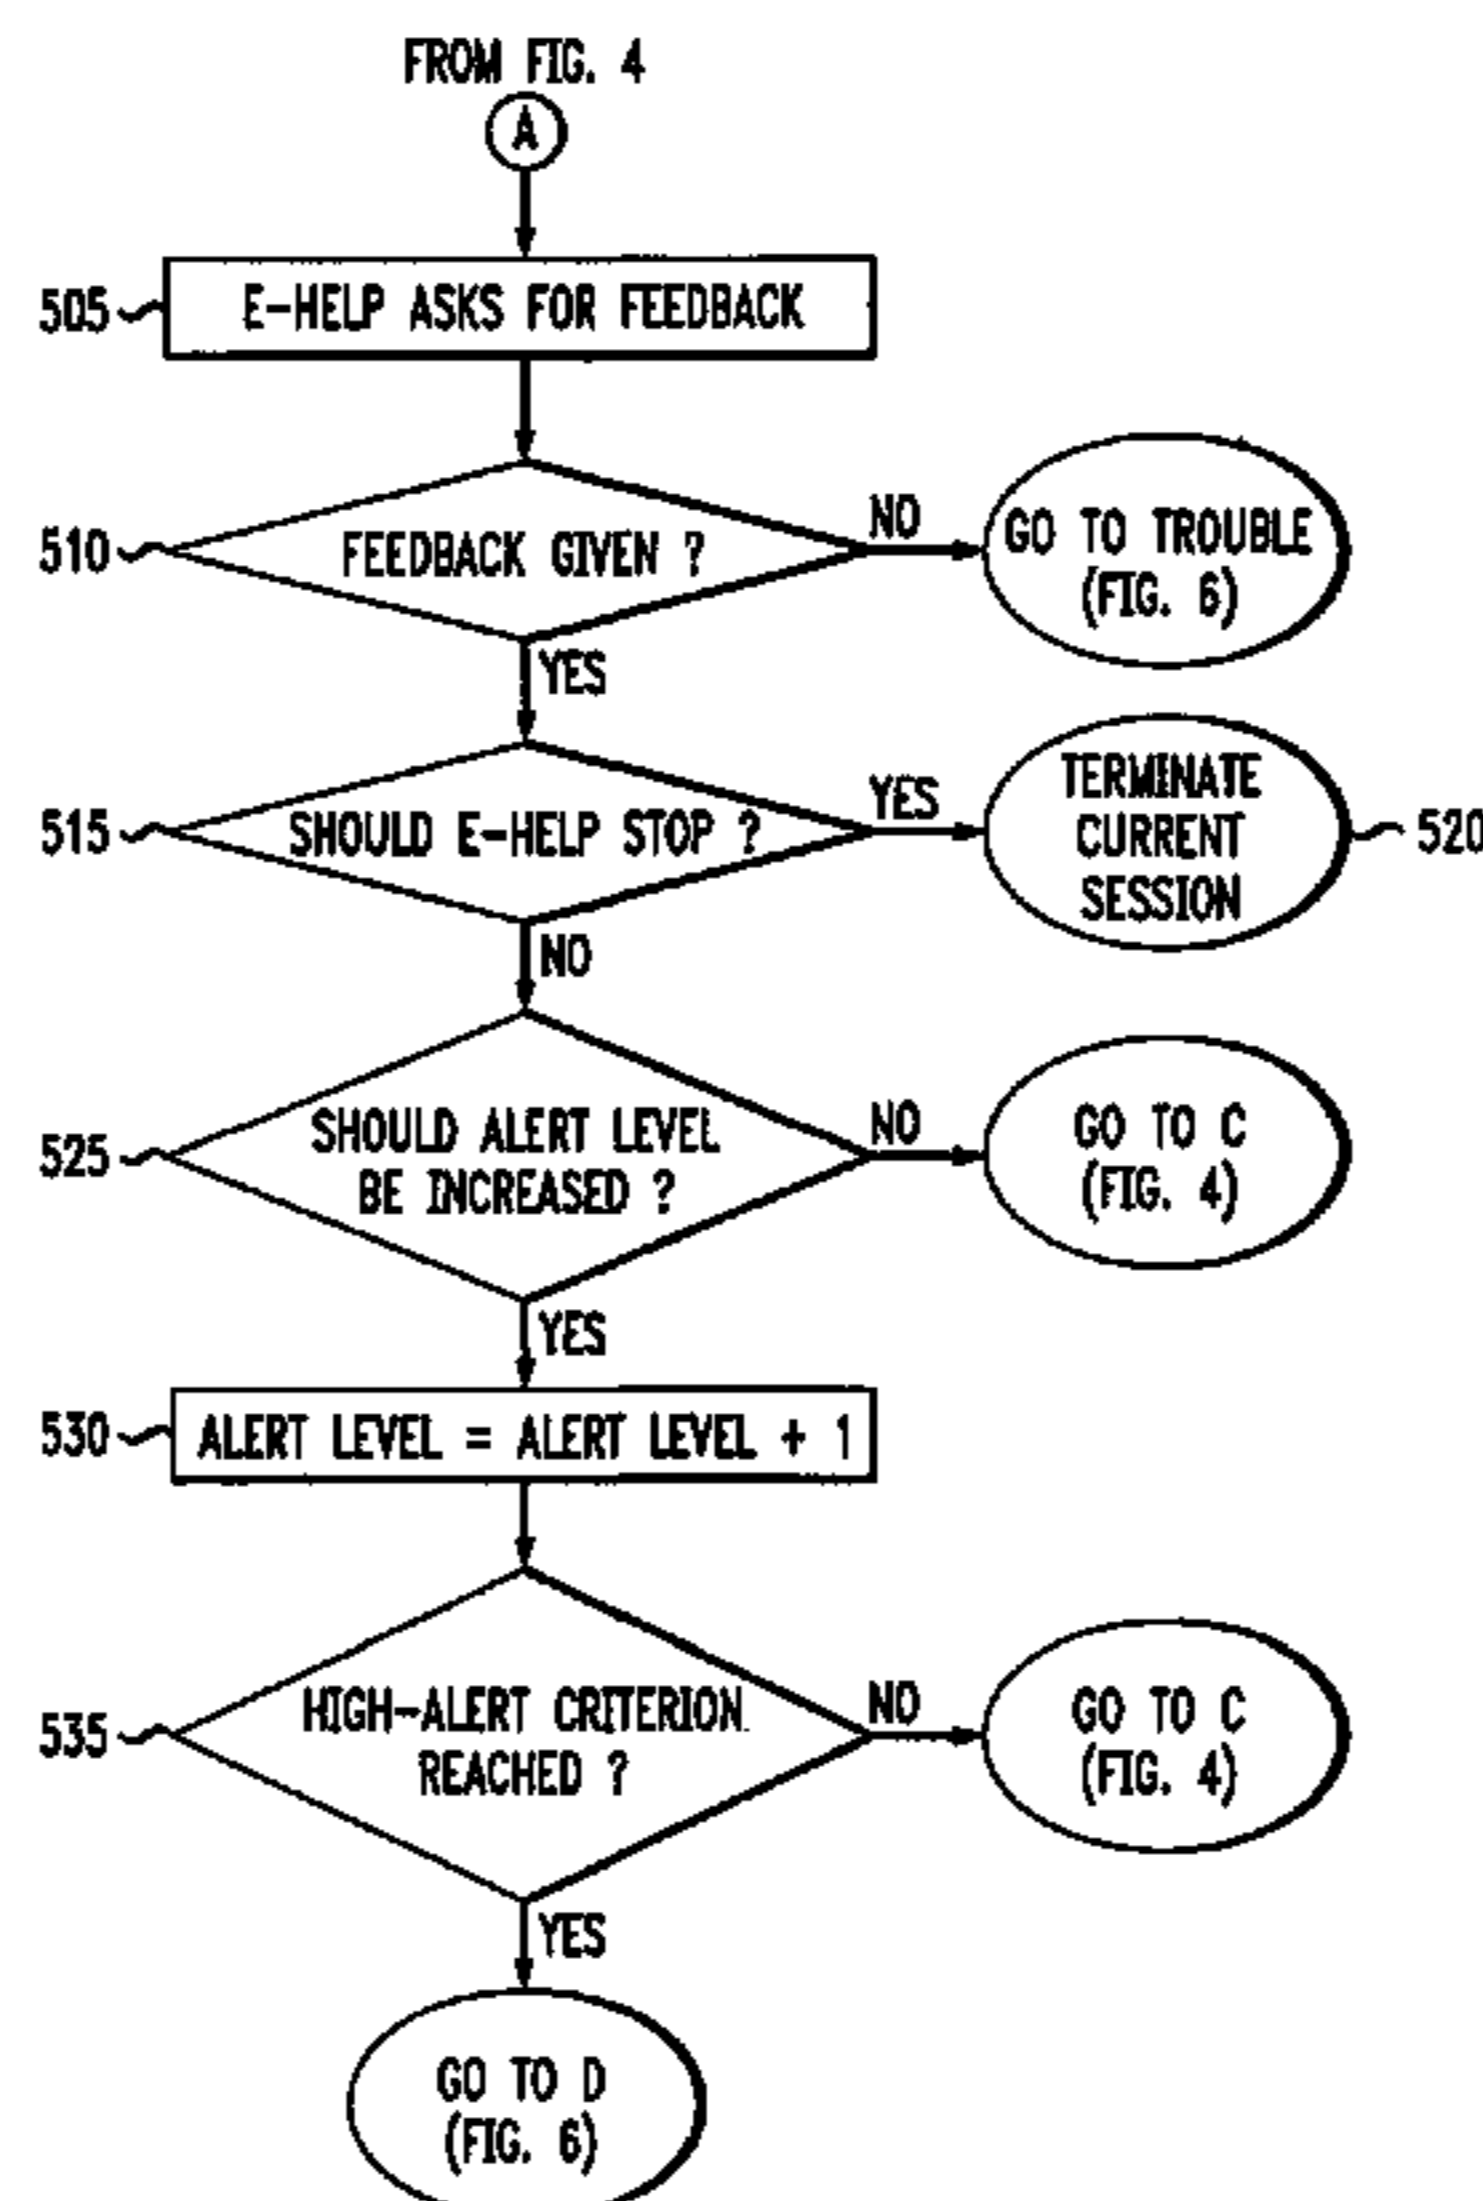 FROM FIG. 4
A
505
E-HELP ASKS FOR FEEDBACK
510
FEEDBACK GIVEN ?
NO
GO TO TROUBLE
(FIG. 6)
YES
515
SHOULD E-HELP STOP ?
YES
TERMINATE
CURRENT
SESSION
520
NO
525
SHOULD ALERT LEVEL
BE INCREASED ?
NO
GO TO C
(FIG. 4)
YES
530
ALERT LEVEL = ALERT LEVEL + 1
535
HIGH-ALERT CRITERION
REACHED ?
NO
GO TO C
(FIG. 4)
YES
GO TO D
(FIG. 6)